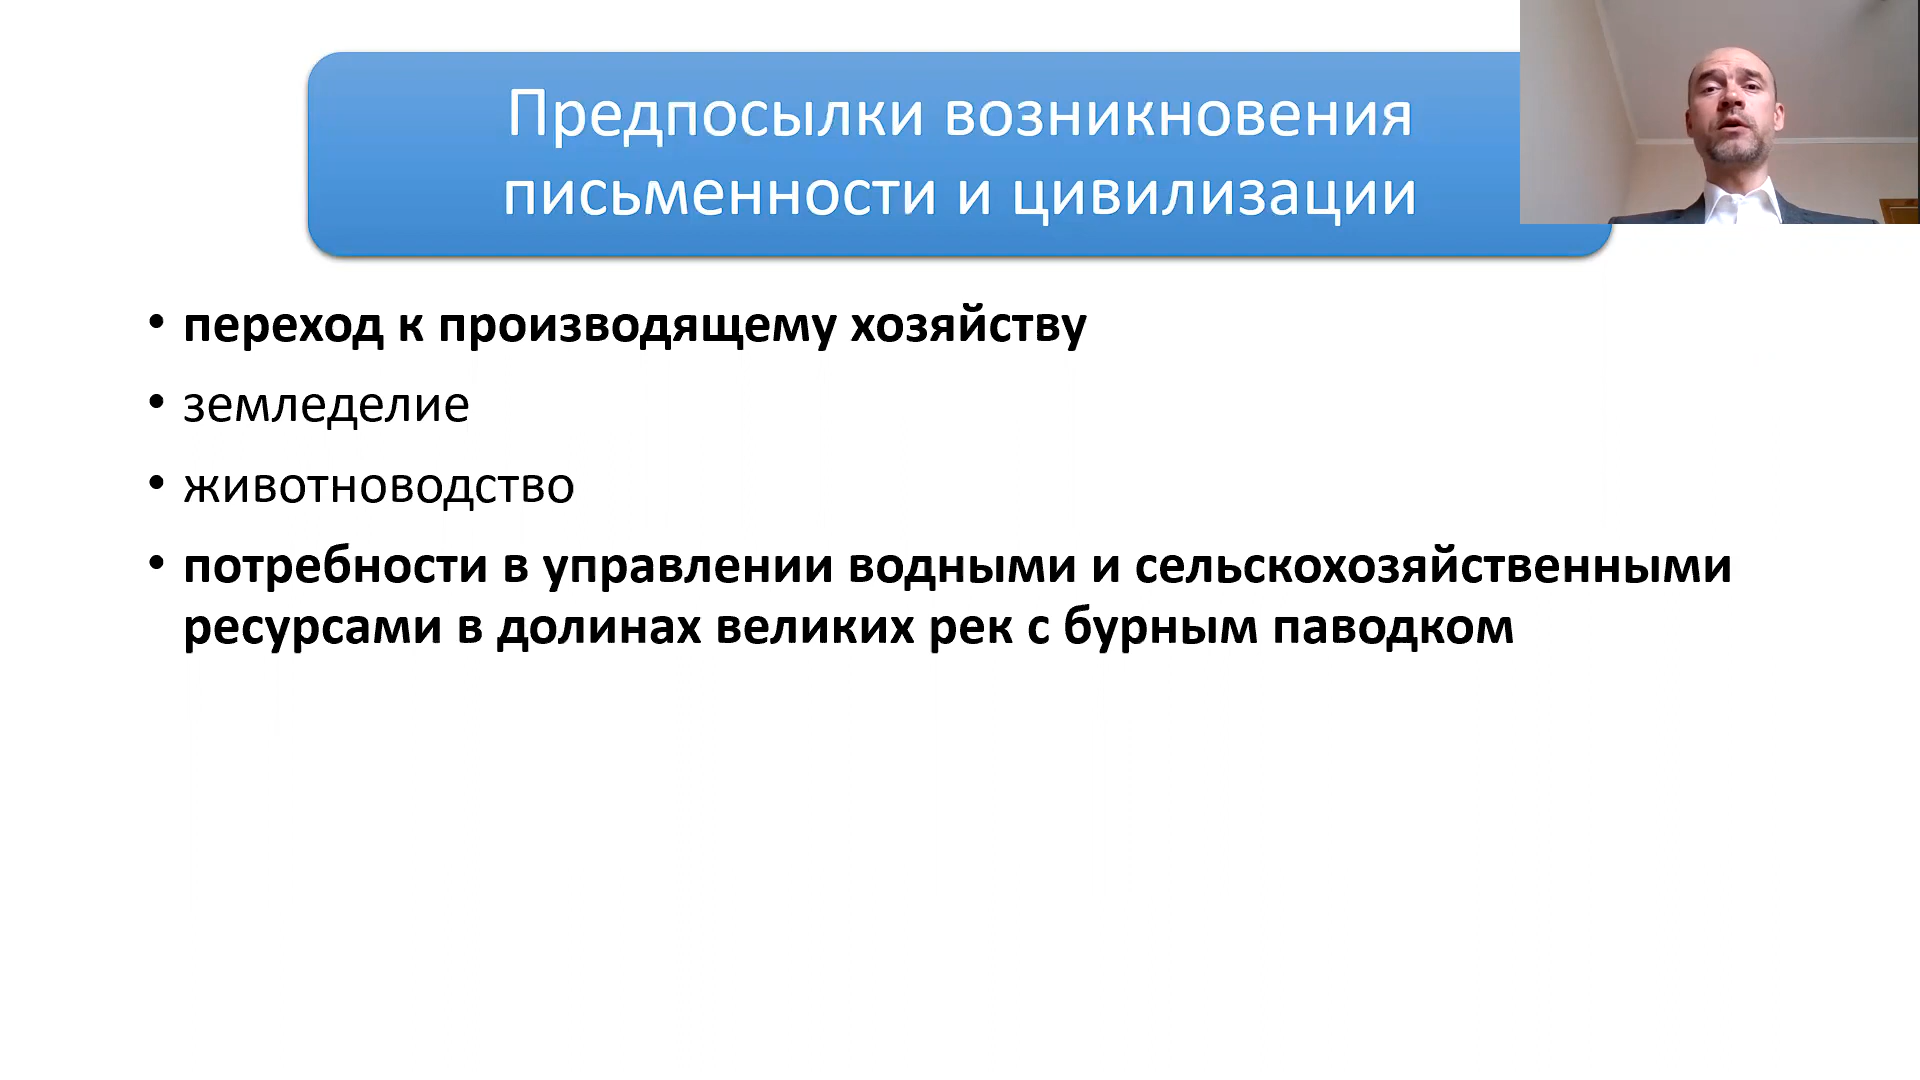 Предпосылки возникновения
письменности и цивилизации
• переход к производящему хозяйству
• земледелие
• животноводство
• потребности в управлении водными и сельскохозяйственными
ресурсами в долинах великих рек с бурным паводком